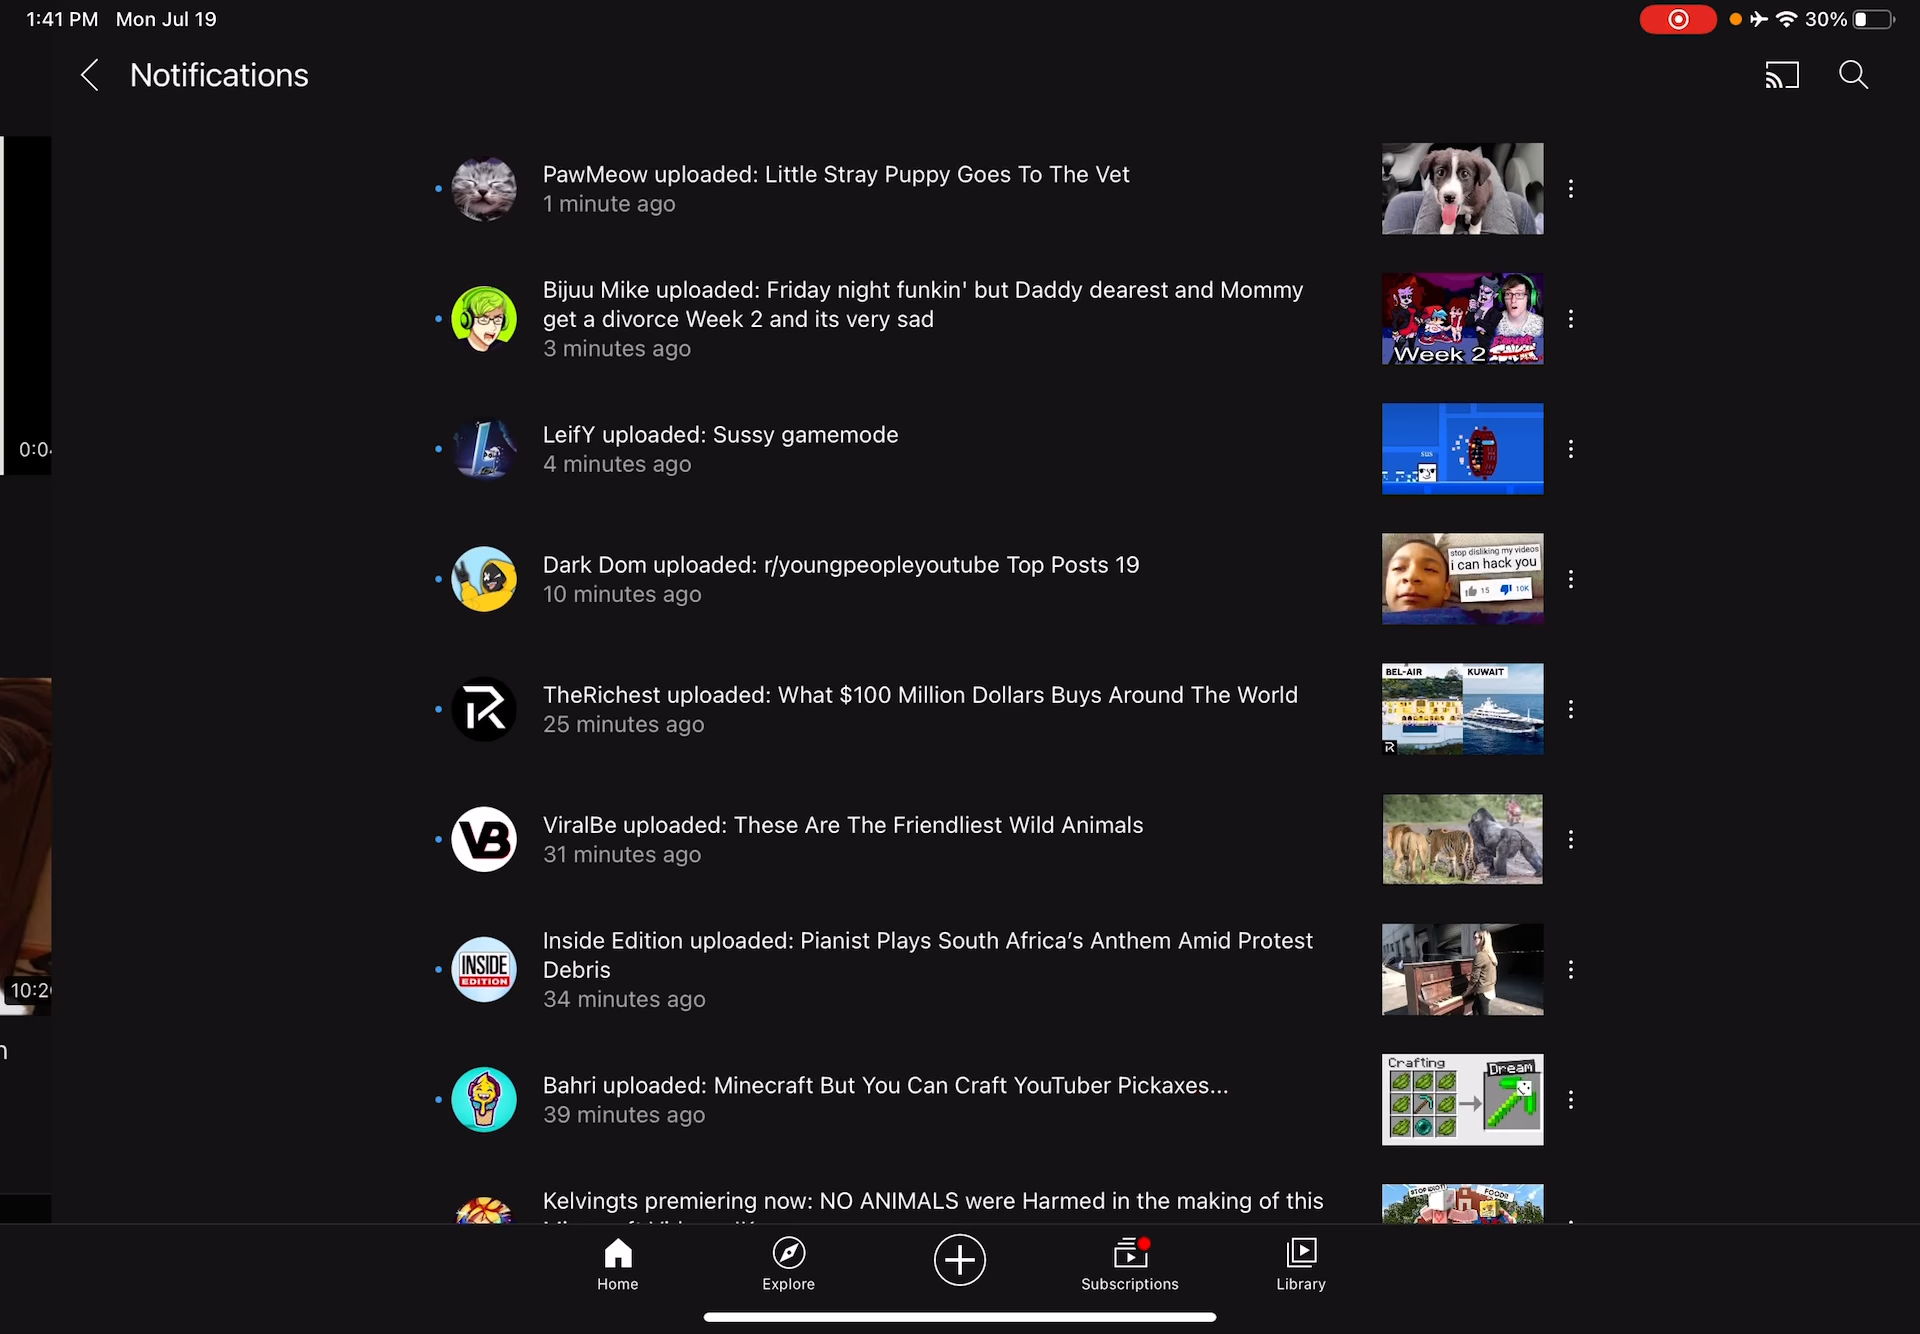 1:41 PM Mon Jul 19
30%
Notifications
PawMeow uploaded: Little Stray Puppy Goes To The Vet
1 minute ago
Bijuu Mike uploaded: Friday night funkin' but Daddy dearest and Mommy
get a divorce Week 2 and its very sad
3 minutes ago
Week 2
LeifY uploaded: Sussy gamemode
4 minutes ago
sus
0:0
Dark Dom uploaded: r/youngpeopleyoutube Top Posts 19
10 minutes ago
stop disliking my videos
i can hack you
15 10K
TheRichest uploaded: What $100 Million Dollars Buys Around The World
25 minutes ago
BEL-AIR KUWAIT
VB
ViralBe uploaded: These Are The Friendliest Wild Animals
31 minutes ago
INSIDE
EDITION
Inside Edition uploaded: Pianist Plays South Africa’s Anthem Amid Protest
Debris
34 minutes ago
10:2
Bahri uploaded: Minecraft But You Can Craft YouTuber Pickaxes...
39 minutes ago
Crafting
Dream
Kelvingts premiering now: NO ANIMALS were Harmed in the making of this
STOP IDIOT! FOOD!!
Home
Explore
Subscriptions
Library